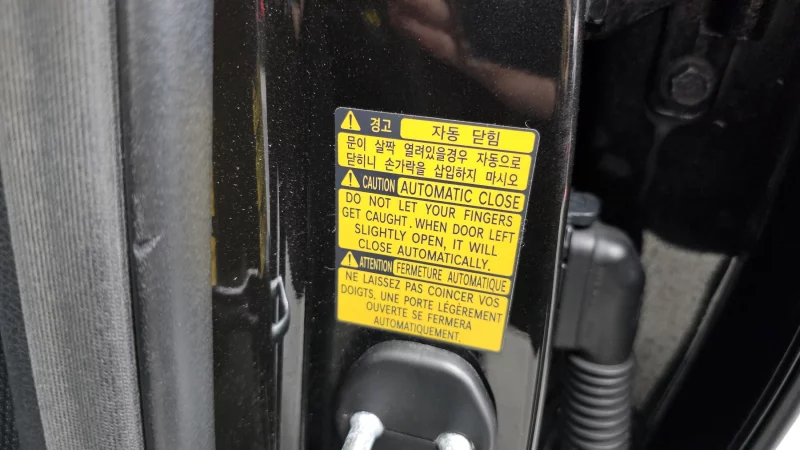 경고 자동 닫힘
문이 살짝 열려있을경우 자동으로
닫히니 손가락을 삽입하지 마시오
CAUTION AUTOMATIC CLOSE
DO NOT LET YOUR FINGERS
GET CAUGHT. WHEN DOOR LEFT
SLIGHTLY OPEN, IT WILL
CLOSE AUTOMATICALLY.
ATTENTION FERMETURE AUTOMATIQUE
NE LAISSEZ PAS COINCER VOS
DOIGTS. UNE PORTE LÉGÈREMENT
OUVERTE SE FERMERA
AUTOMATIQUEMENT.